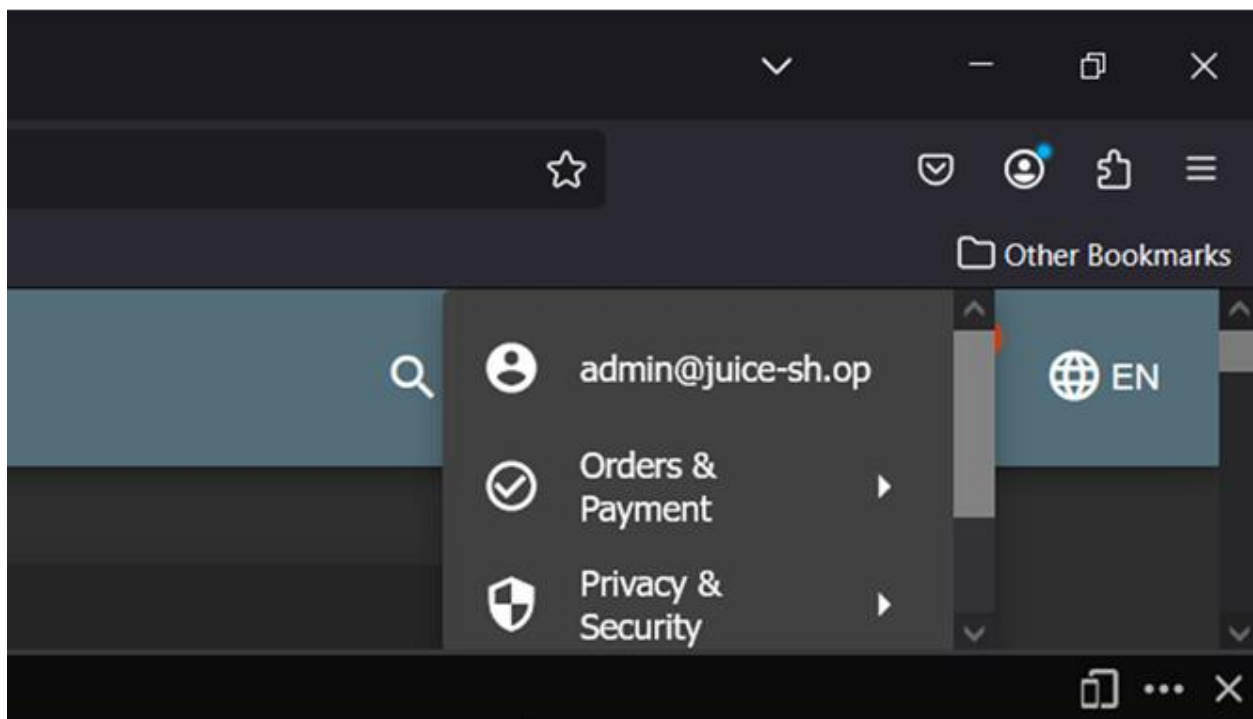 Other Bookmarks
admin@juice-sh.op
EN
Orders &
Payment
Privacy &
Security